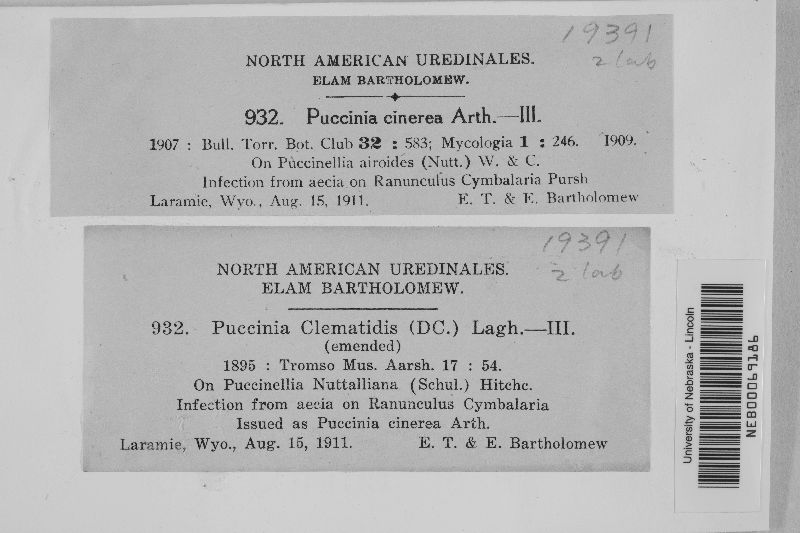 19391
2 lab
NORTH AMERICAN UREDINALES.
ELAM BARTHOLOMEW.
932. Puccinia cinerea Arth.—III.
1907 : Bull. Torr. Bot. Club 32 : 583; Mycologia 1 : 246. 1909.
On Puccinellia airoides (Nutt.) W. & C.
Infection from aecia on Ranunculus Cymbalaria Pursh
Laramie, Wyo., Aug. 15, 1911. E. T. & E. Bartholomew
19391
2 lab
NORTH AMERICAN UREDINALES.
ELAM BARTHOLOMEW.
932. Puccinia Clematidis (DC.) Lagh.—III.
(emended)
1895 : Tromso Mus. Aarsh. 17 : 54.
On Puccinellia Nuttalliana (Schul.) Hitchc.
Infection from aecia on Ranunculus Cymbalaria
Issued as Puccinia cinerea Arth.
Laramie, Wyo., Aug. 15, 1911. E. T. & E. Bartholomew
University of Nebraska - Lincoln
NEB00069186